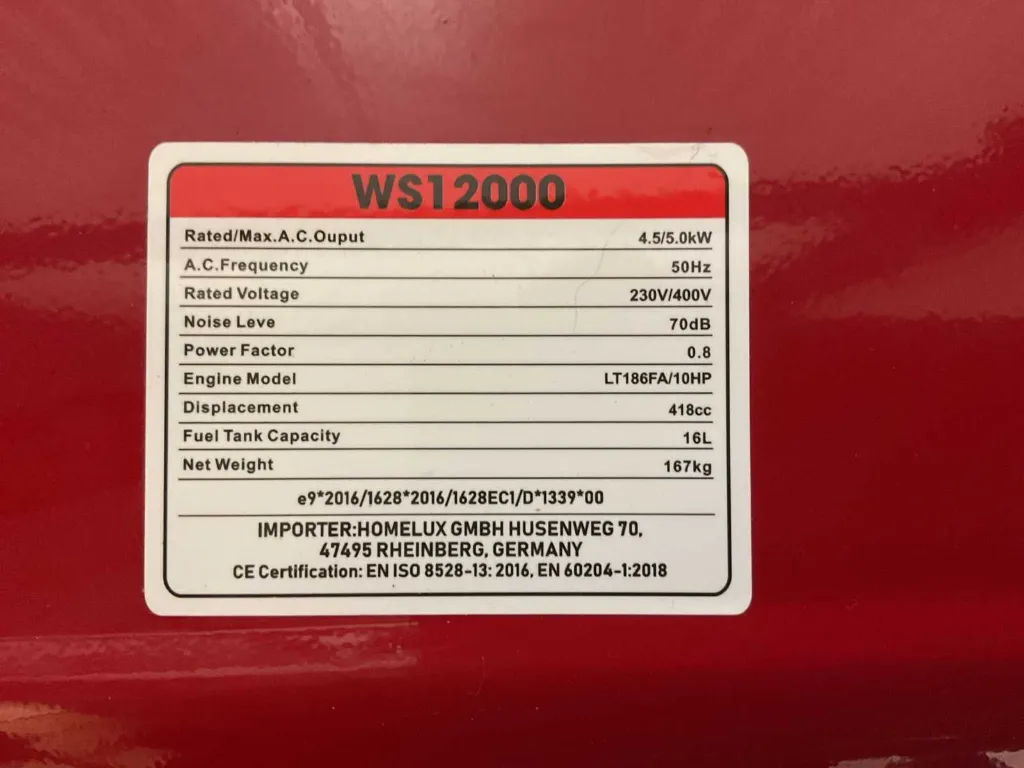 WS12000
Rated/Max.A.C.Ouput 4.5/5.0kW
A.C.Frequency 50Hz
Rated Voltage 230V/400V
Noise Leve 70dB
Power Factor 0.8
Engine Model LT186FA/10HP
Displacement 418cc
Fuel Tank Capacity 16L
Net Weight 167kg
e9*2016/1628*2016/1628EC1/D*1339*00
IMPORTER:HOMELUX GMBH HUSENWEG 70,
47495 RHEINBERG, GERMANY
CE Certification: EN ISO 8528-13: 2016, EN 60204-1:2018